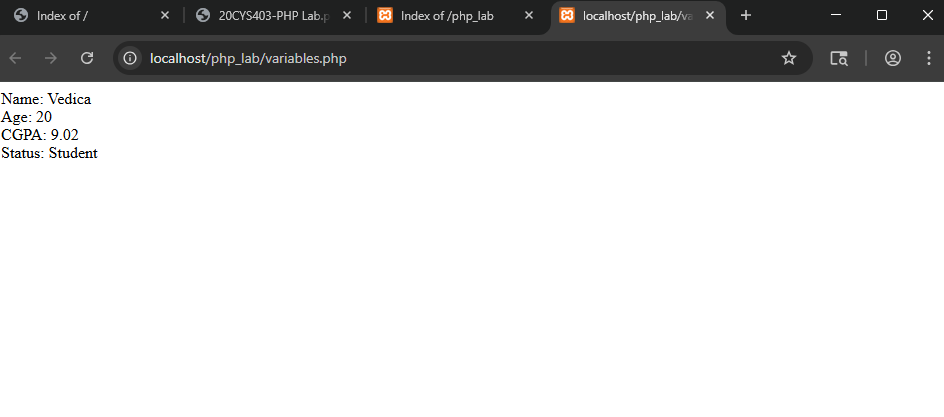 Index of /
20CYS403-PHP Lab.p
Index of /php_lab
localhost/php_lab/va
localhost/php_lab/variables.php
Name: Vedica
Age: 20
CGPA: 9.02
Status: Student